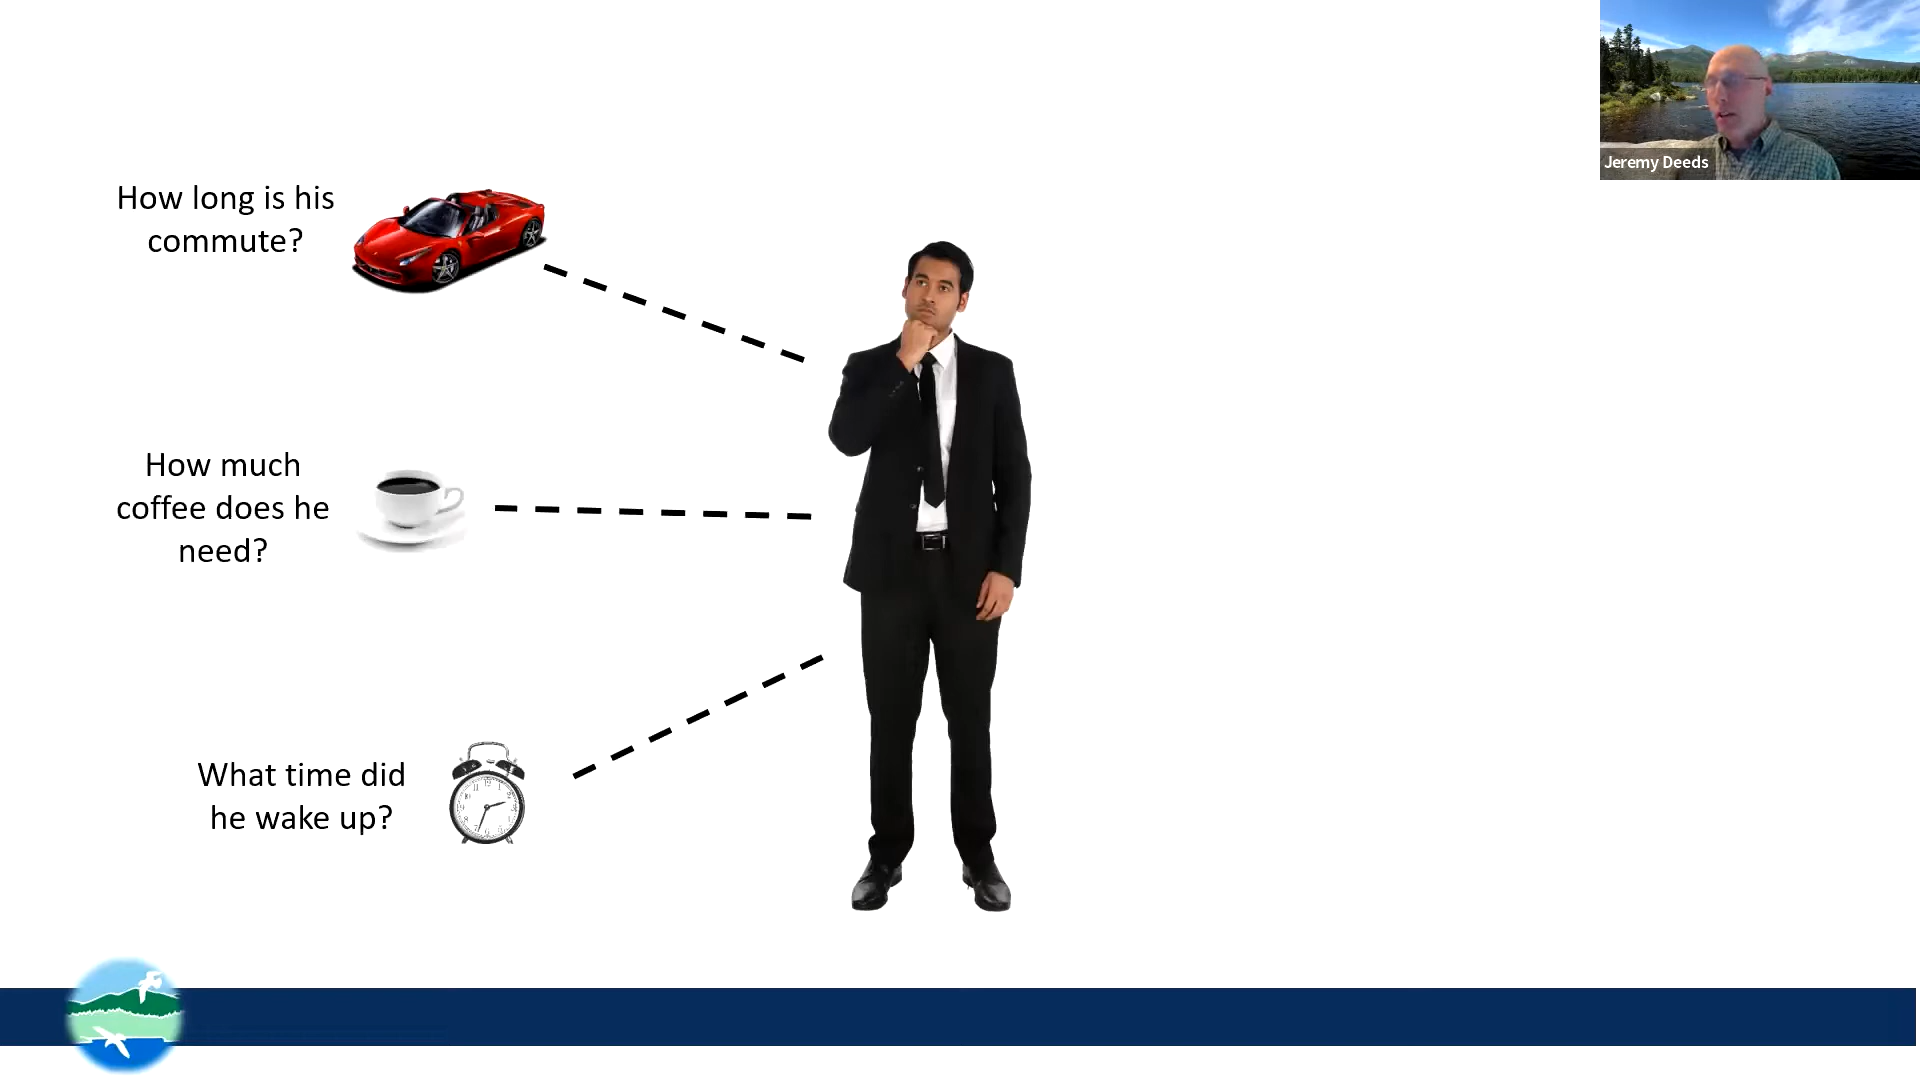 How long is his
commute?
How much
coffee does he
need?
What time did
he wake up?
Jeremy Deeds